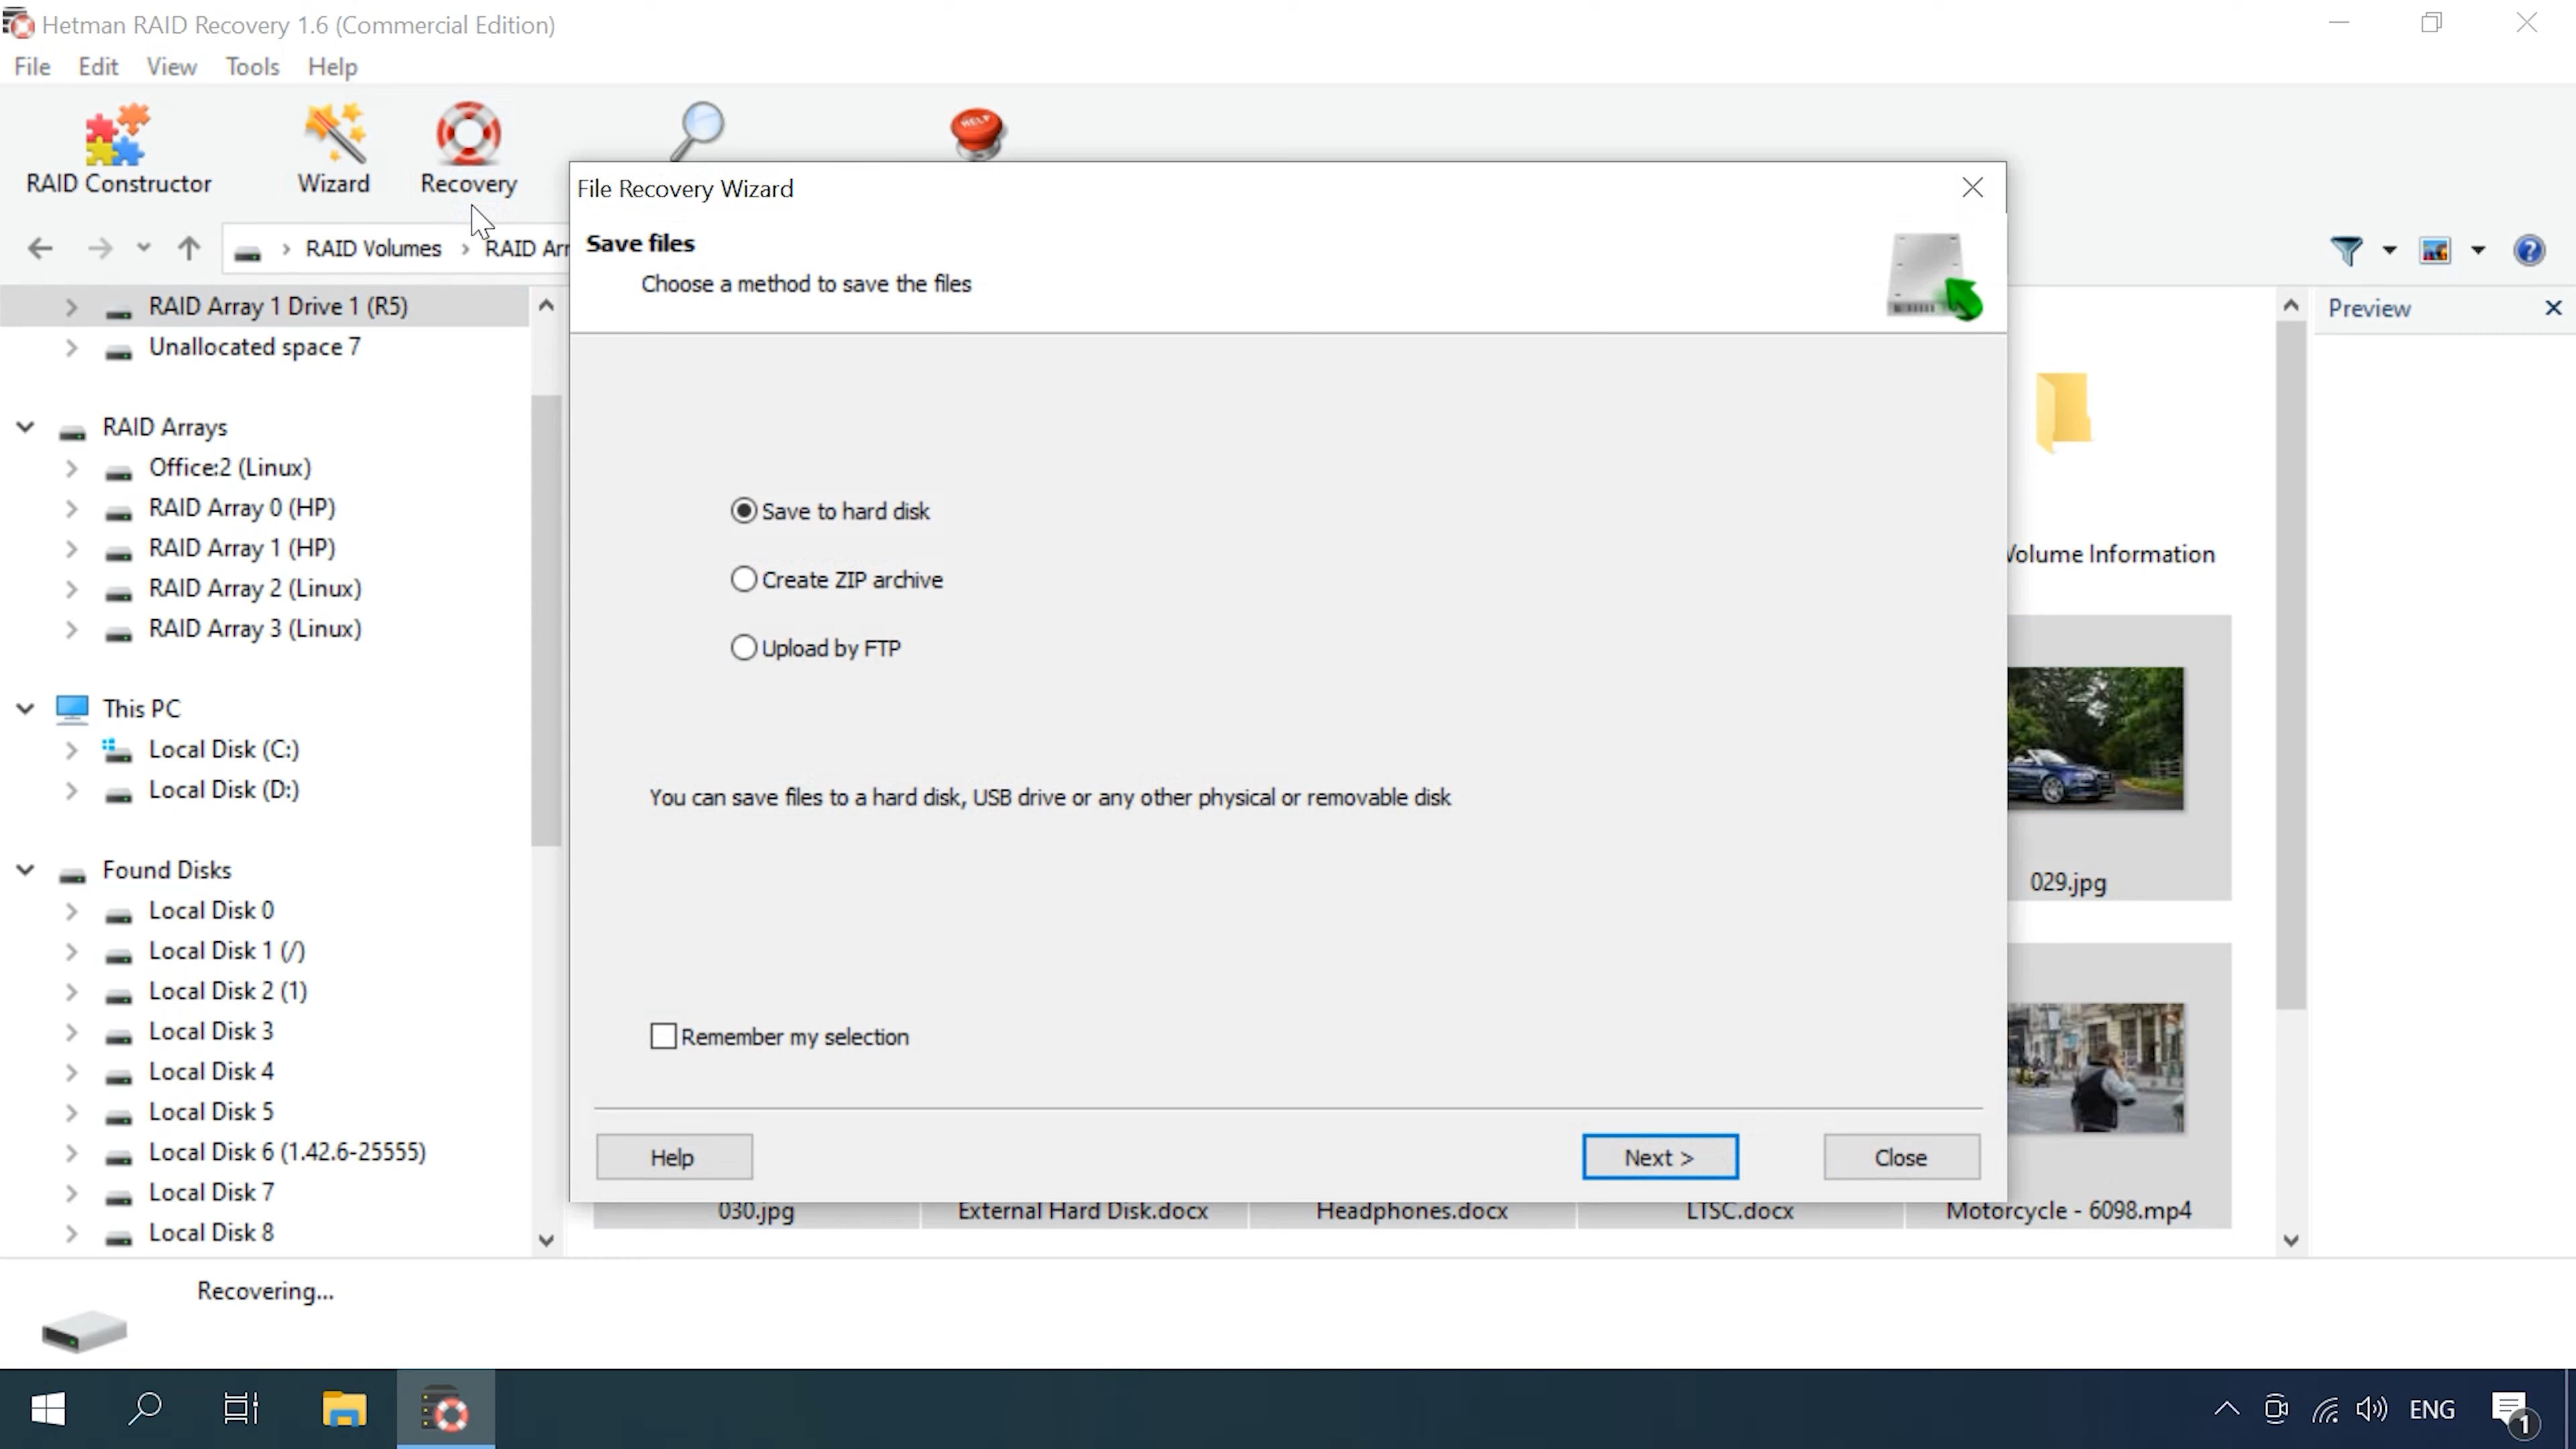 Hetman RAID Recovery 1.6 (Commercial Edition)
File Edit View Tools Help
HELP
RAID Constructor Wizard Recovery
RAID Volumes RAID Arr
RAID Array 1 Drive 1 (R5)
Unallocated space 7
RAID Arrays
Office:2 (Linux)
RAID Array 0 (HP)
RAID Array 1 (HP)
RAID Array 2 (Linux)
RAID Array 3 (Linux)
This PC
Local Disk (C:)
Local Disk (D:)
Found Disks
Local Disk 0
Local Disk 1 (/)
Local Disk 2 (1)
Local Disk 3
Local Disk 4
Local Disk 5
Local Disk 6 (1.42.6-25555)
Local Disk 7
Local Disk 8
File Recovery Wizard
Save files
Choose a method to save the files
Save to hard disk
Create ZIP archive
Upload by FTP
You can save files to a hard disk, USB drive or any other physical or removable disk
Remember my selection
Help Next > Close
Volume Information
029.jpg
030.jpg External Hard Disk.docx Headphones.docx LTSC.docx Motorcycle - 6098.mp4
Preview
Recovering...
ENG
1